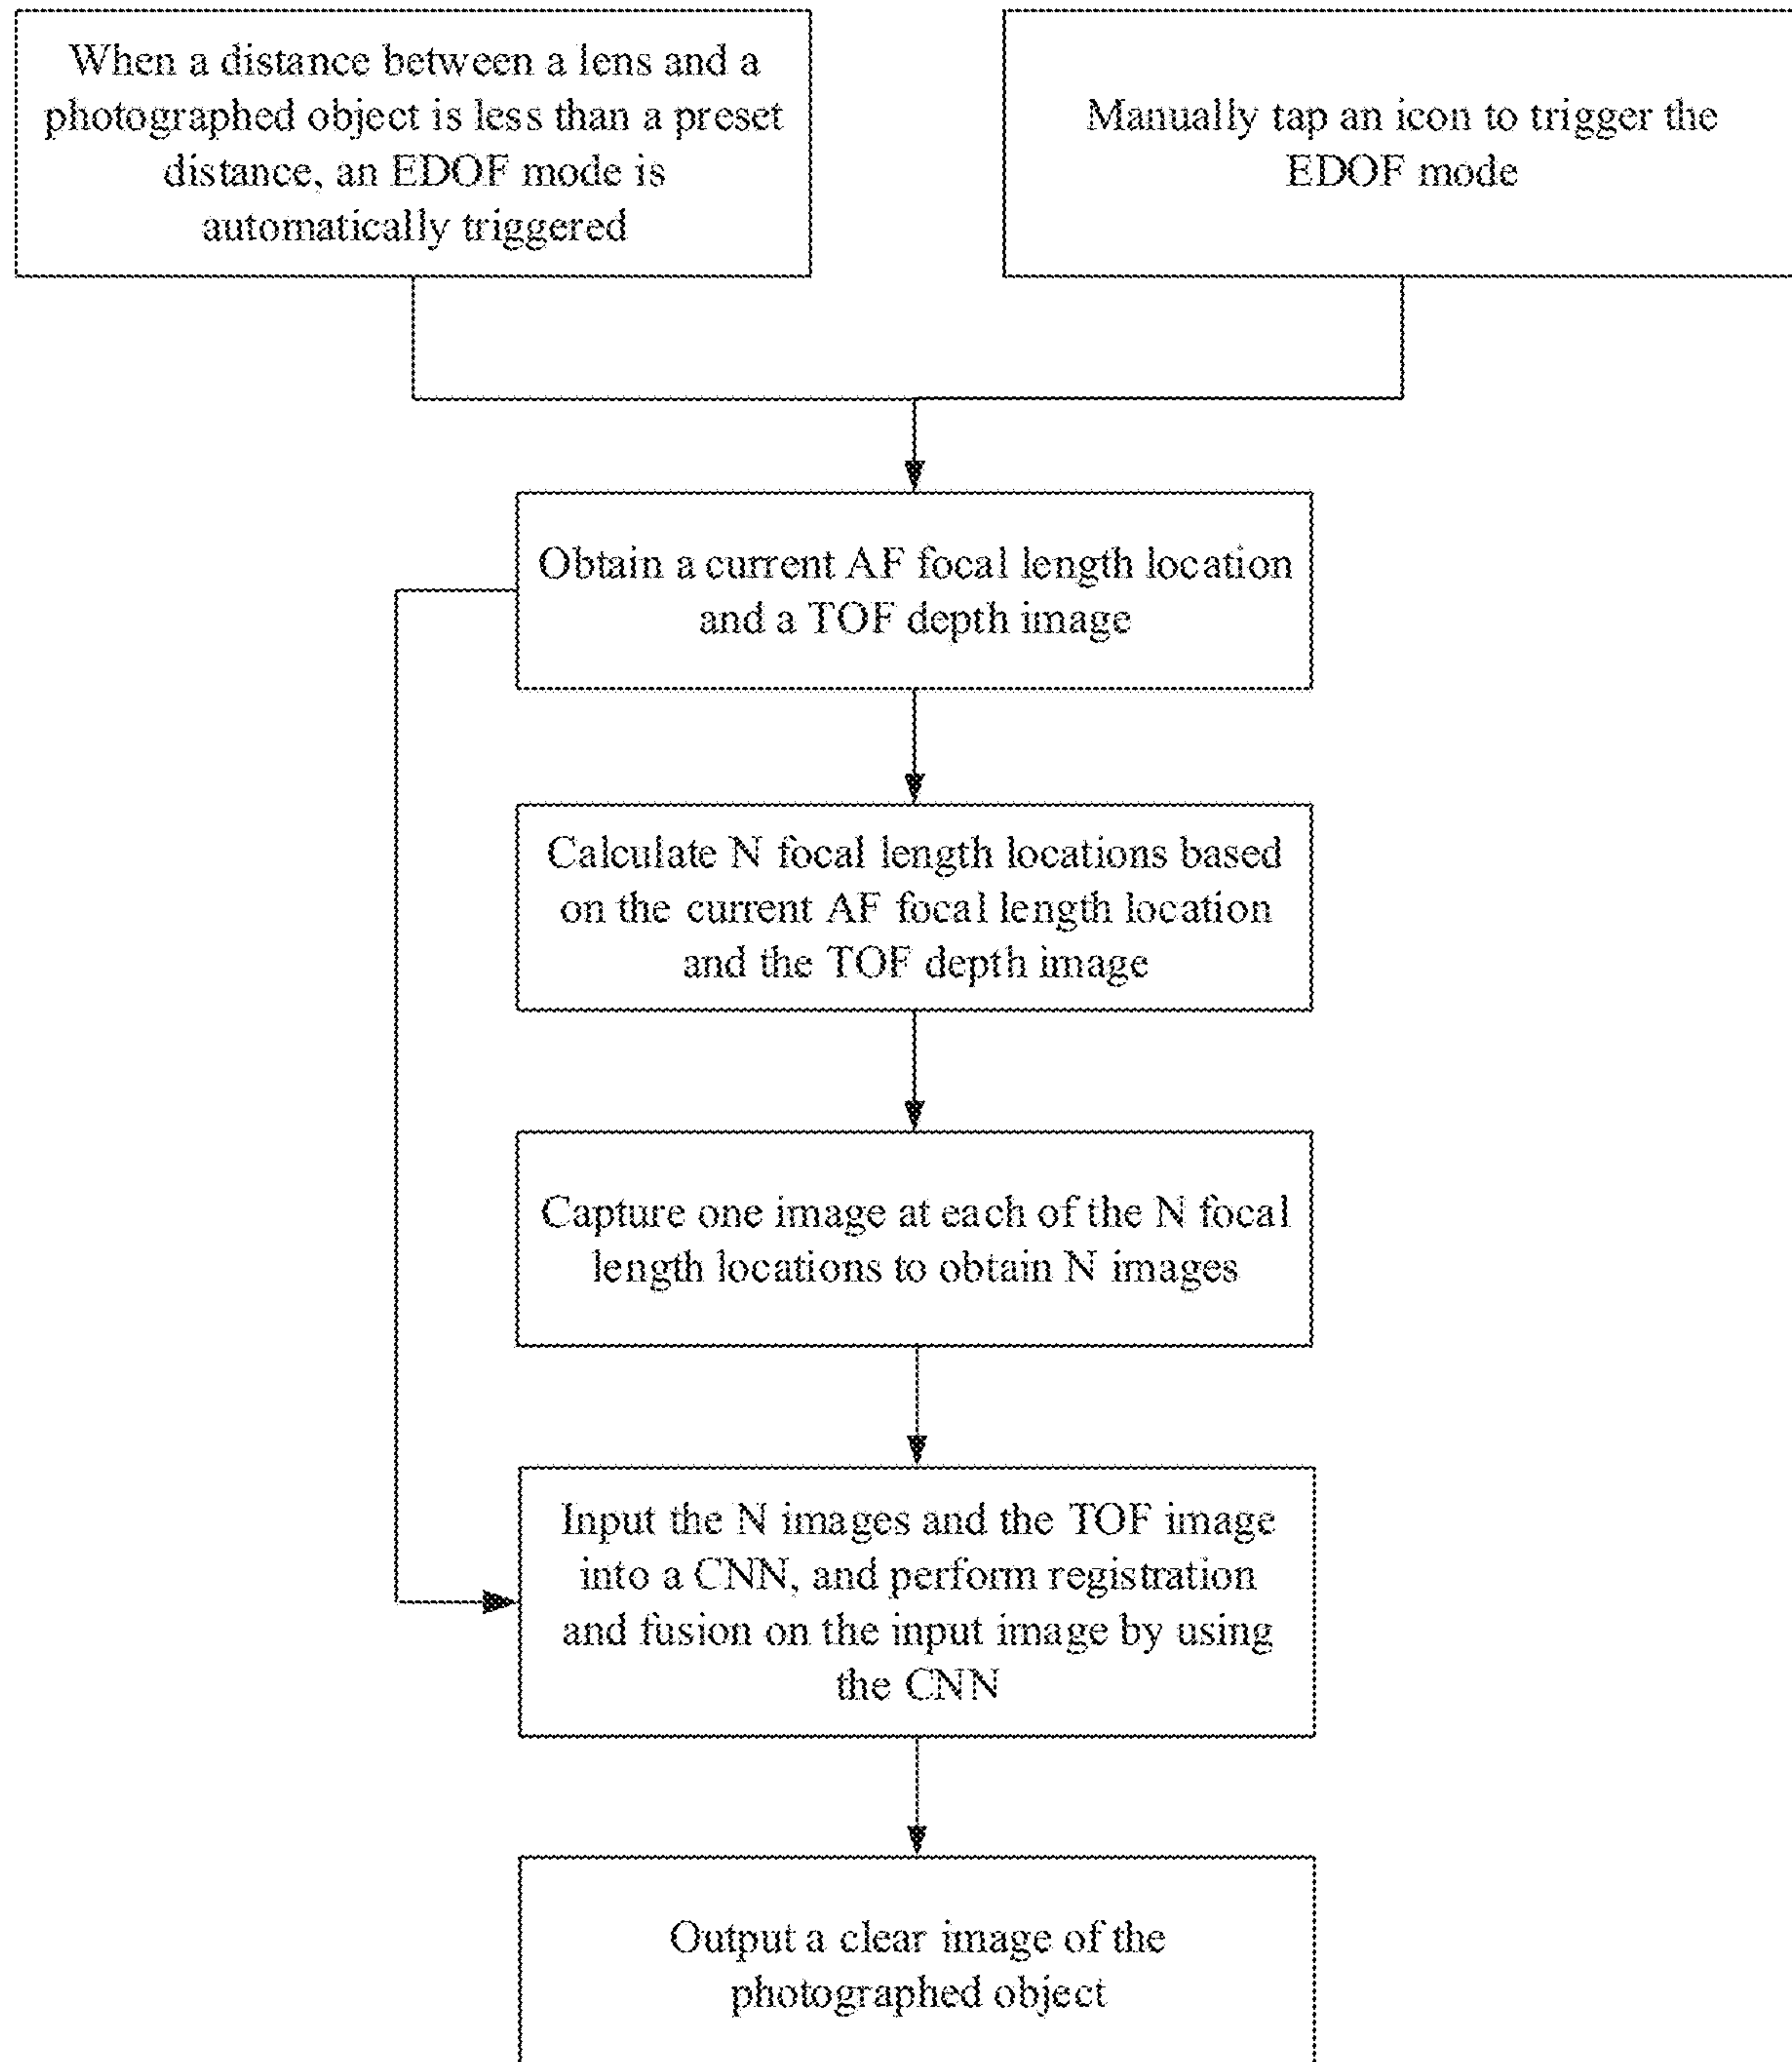 When a distance between a lens and a
photographed object is less than a preset
distance, an EDOF mode is
automatically triggered
Manually tap an icon to trigger the
EDOF mode
Obtain a current AF focal length location
and a TOF depth image
Calculate N focal length locations based
on the current AF focal length location
and the TOF depth image
Capture one image at each of the N focal
length locations to obtain N images
Input the N images and the TOF image
into a CNN, and perform registration
and fusion on the input image by using
the CNN
Output a clear image of the
photographed object